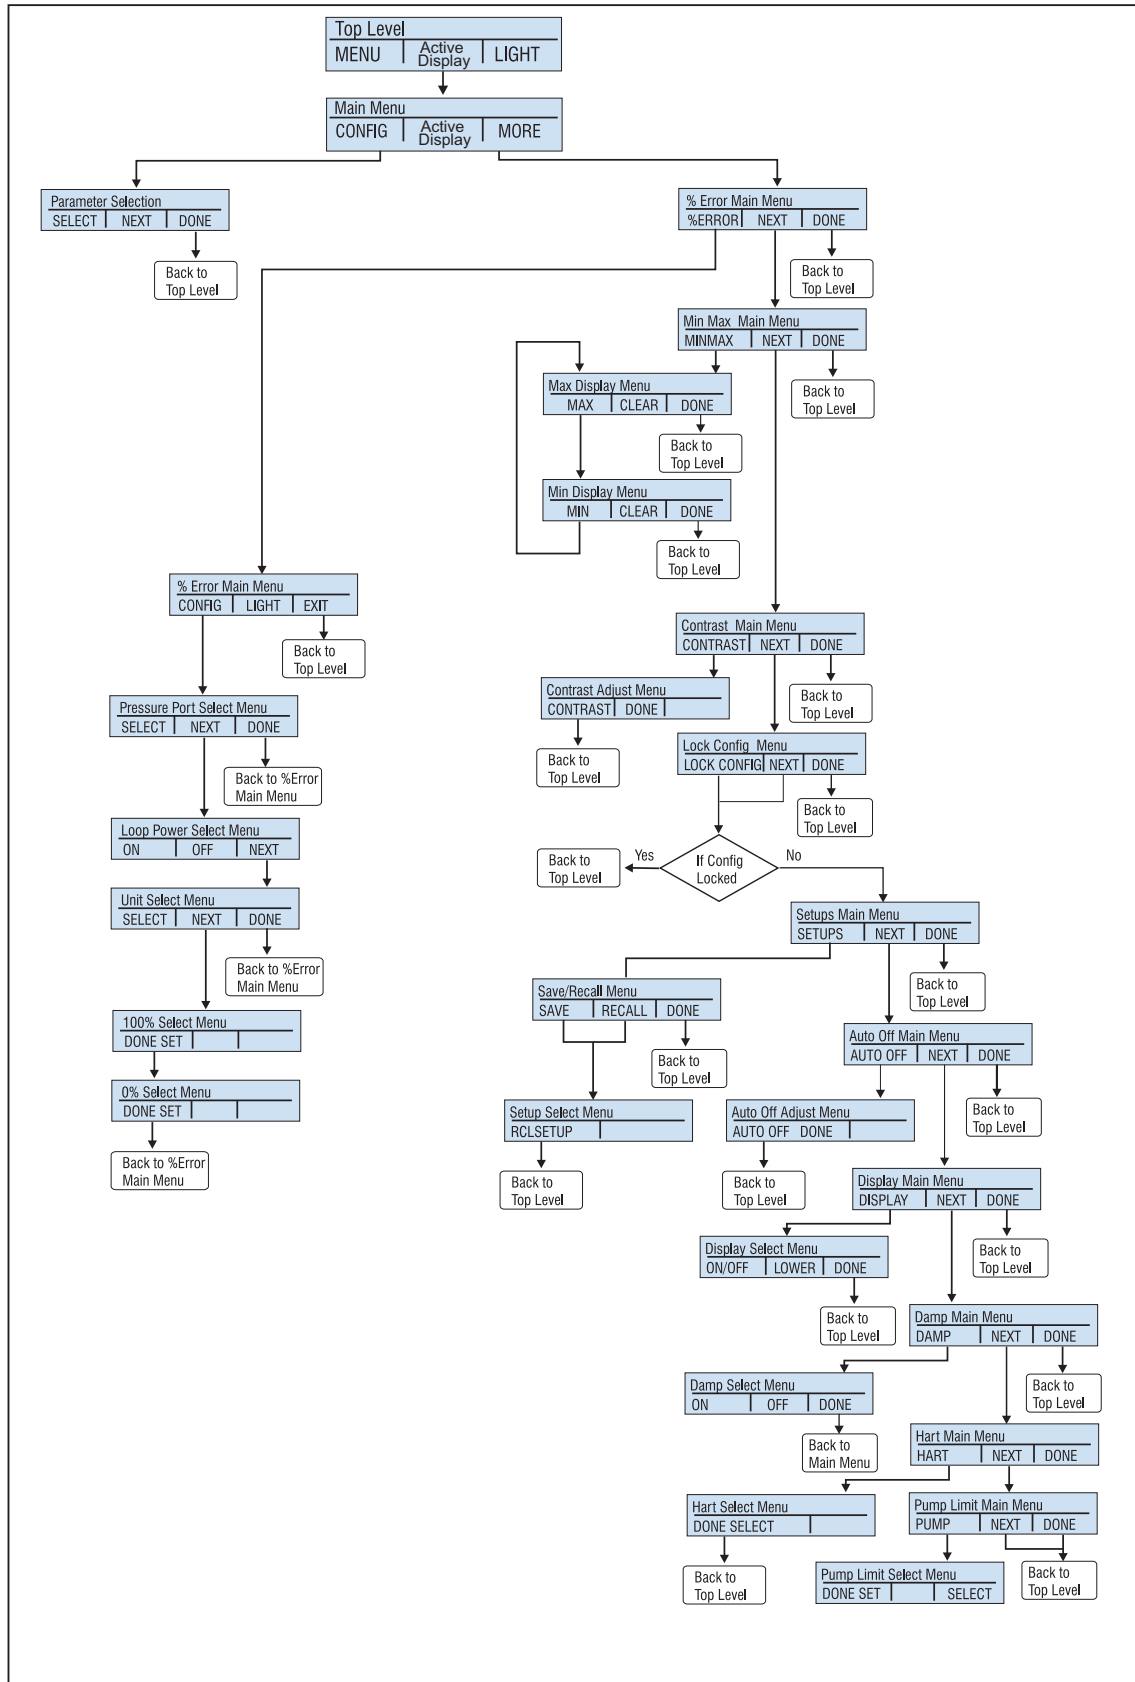 Top Level
MENU Active Display LIGHT
Main Menu
CONFIG Active Display MORE
Parameter Selection
SELECT NEXT DONE
Back to
Top Level
% Error Main Menu
%ERROR NEXT DONE
Back to
Top Level
Min Max Main Menu
MINMAX NEXT DONE
Back to
Top Level
Max Display Menu
MAX CLEAR DONE
Back to
Top Level
Min Display Menu
MIN CLEAR DONE
Back to
Top Level
% Error Main Menu
CONFIG LIGHT EXIT
Back to
Top Level
Pressure Port Select Menu
SELECT NEXT DONE
Back to %Error
Main Menu
Loop Power Select Menu
ON OFF NEXT
Unit Select Menu
SELECT NEXT DONE
Back to %Error
Main Menu
100% Select Menu
DONE SET
0% Select Menu
DONE SET
Back to %Error
Main Menu
Contrast Main Menu
CONTRAST NEXT DONE
Back to
Top Level
Contrast Adjust Menu
CONTRAST DONE
Back to
Top Level
Lock Config Menu
LOCK CONFIG NEXT DONE
Back to
Top Level
If Config
Locked
Yes
No
Back to
Top Level
Setups Main Menu
SETUPS NEXT DONE
Back to
Top Level
Save/Recall Menu
SAVE RECALL DONE
Back to
Top Level
Setup Select Menu
RCLSETUP
Back to
Top Level
Auto Off Main Menu
AUTO OFF NEXT DONE
Back to
Top Level
Auto Off Adjust Menu
AUTO OFF DONE
Back to
Top Level
Display Main Menu
DISPLAY NEXT DONE
Back to
Top Level
Display Select Menu
ON/OFF LOWER DONE
Back to
Top Level
Damp Main Menu
DAMP NEXT DONE
Back to
Top Level
Damp Select Menu
ON OFF DONE
Back to
Main Menu
Hart Main Menu
HART NEXT DONE
Hart Select Menu
DONE SELECT
Back to
Top Level
Pump Limit Main Menu
PUMP NEXT DONE
Back to
Top Level
Pump Limit Select Menu
DONE SET SELECT